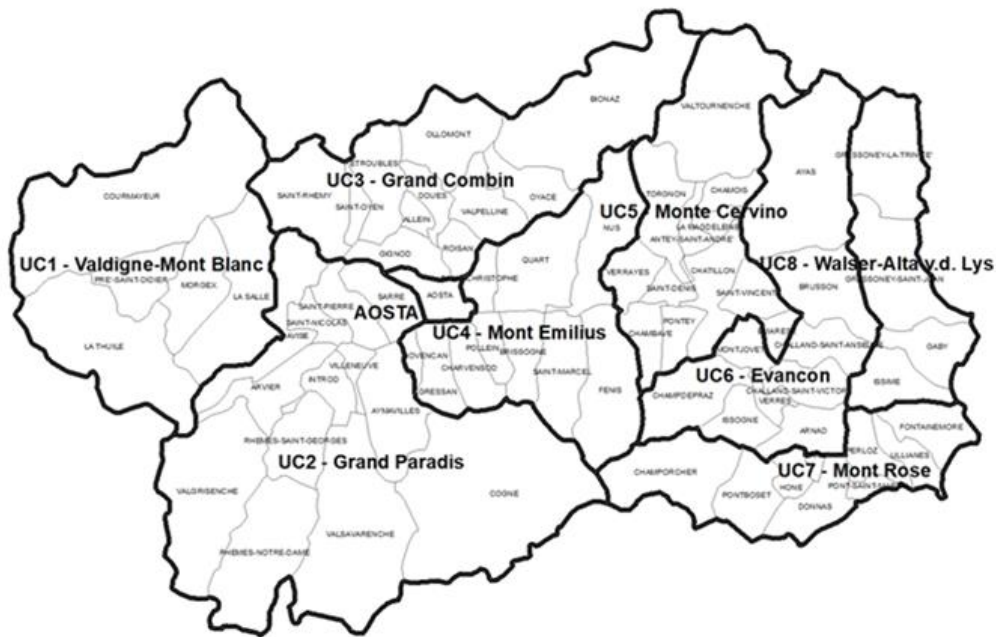 BIONAZ
VALTOURNENCHE
OLLOMONT
GRESSONEY-LA-TRINITE'
ETROUBLES
AYAS
UC3 - Grand Combin
COURMAYEUR
SAINT-RHEMY
DOUES
OYACE
TORGNON
CHAMOIS
SAINT-OYEN
VALPELLINE
ALLEIN
UC5 - Monte Cervino
NUS
LA MAGDELEINE
ANTEY-SAINT-ANDRE'
ROISAN
GIGNOD
QUART
UC1 - Valdigne-Mont Blanc
UC8 - Walser-Alta v.d. Lys
VERRAYES
CHATILLON
PRE-SAINT-DIDIER
MORGEX
CHRISTOPHE
GRESSONEY-SAINT-JEAN
BRUSSON
SAINT-DENIS
LA SALLE
SARRE
AOSTA
SAINT-VINCENT
SAINT-PIERRE
AOSTA
SAINT-NICOLAS
PONTEY
UC4 - Mont Emilius
CHAMBAVE
AVISE
LA THUILE
POLLEIN
BRISSOGNE
MONTJOVET
CHALLAND-SAINT-ANSELME
GABY
JOVENCAN
VILLENEUVE
CHARVENSOD
SAINT-MARCEL
UC6 - Evancon
INTROD
ARVIER
ISSIME
GRESSAN
FENIS
CHAMPDEPRAZ
CHALLAND-SAINT-VICTOR
VERRES
AYMAVILLES
ISSOGNE
ARNAD
FONTAINEMORE
RHEMES-SAINT-GEORGES
PERLOZ
LILLIANES
UC2 - Grand Paradis
CHAMPORCHER
UC7 - Mont Rose
HONE
VALGRISENCHE
COGNE
PONTBOSET
DONNAS
VALSAVARENCHE
RHEMES-NOTRE-DAME